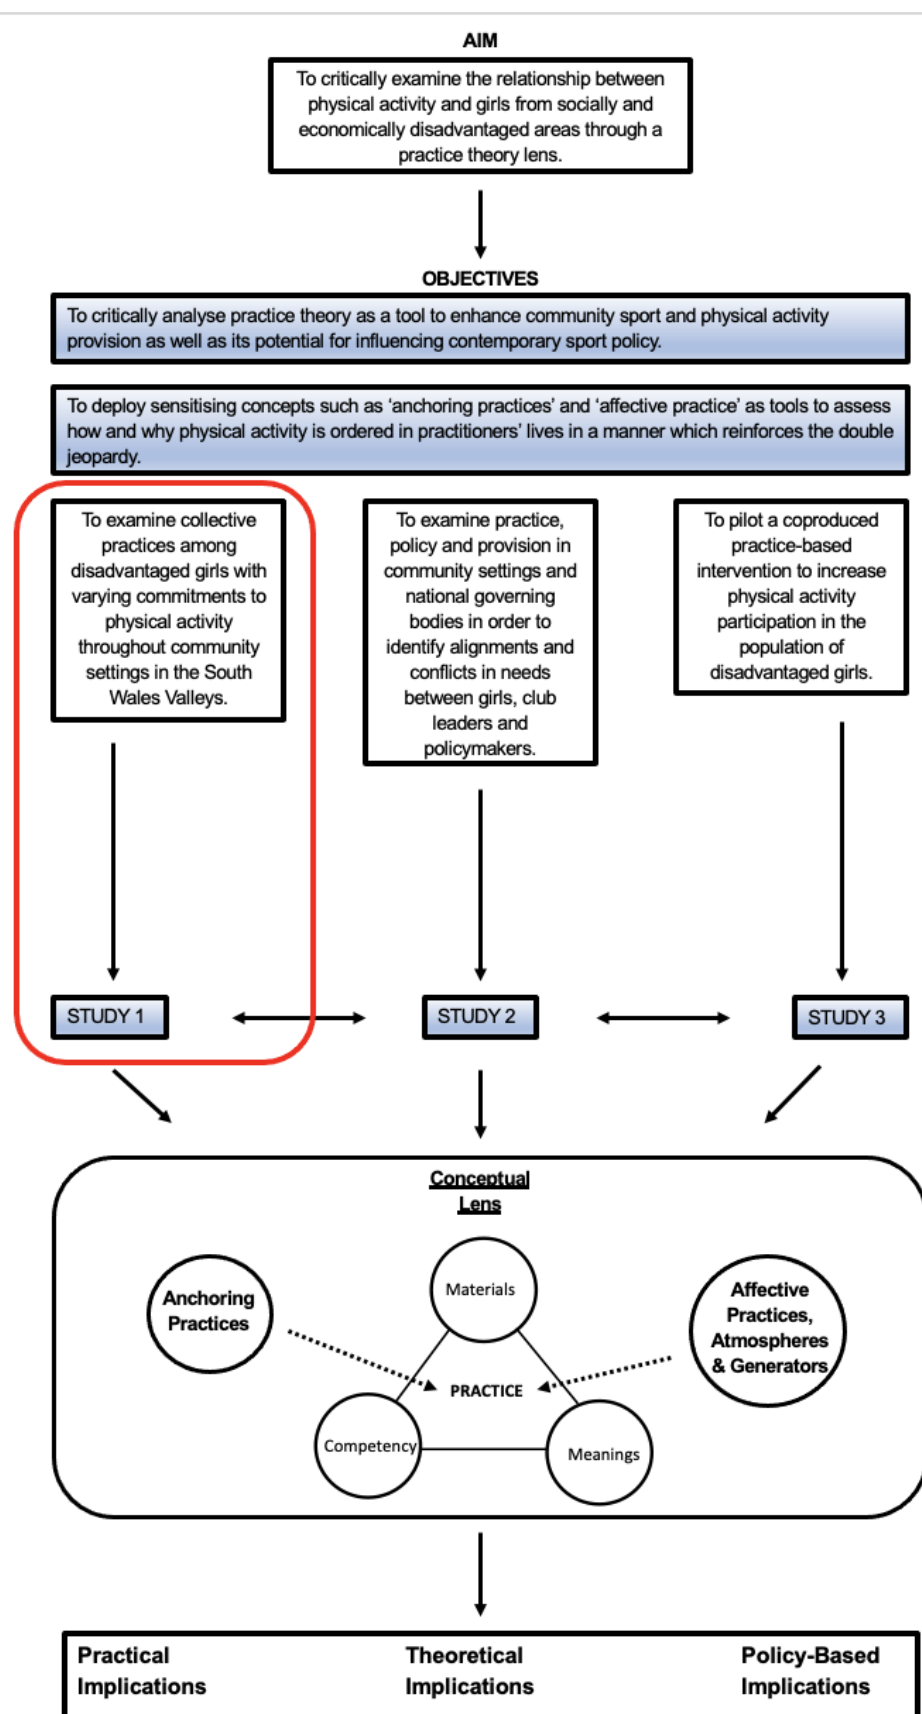 AIM
To critically examine the relationship between
physical activity and girls from socially and
economically disadvantaged areas through a
practice theory lens.
OBJECTIVES
To critically analyse practice theory as a tool to enhance community sport and physical activity
provision as well as its potential for influencing contemporary sport policy.
To deploy sensitising concepts such as ‘anchoring practices’ and ‘affective practice’ as tools to assess
how and why physical activity is ordered in practitioners’ lives in a manner which reinforces the double
jeopardy.
To examine collective
practices among
disadvantaged girls with
varying commitments to
physical activity
throughout community
settings in the South
Wales Valleys.
To examine practice,
policy and provision in
community settings and
national governing
bodies in order to
identify alignments and
conflicts in needs
between girls, club
leaders and
policymakers.
To pilot a coproduced
practice-based
intervention to increase
physical activity
participation in the
population of
disadvantaged girls.
STUDY 1
STUDY 2
STUDY 3
Conceptual
Lens
Anchoring
Practices
Materials
Affective
Practices,
Atmospheres
& Generators
PRACTICE
Competency
Meanings
Practical
Implications
Theoretical
Implications
Policy-Based
Implications